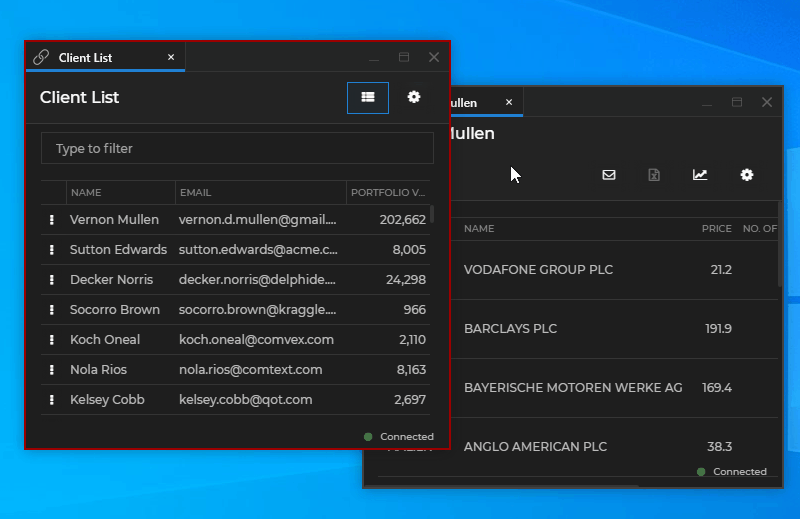 Client List
Client List
Type to filter
NAME EMAIL PORTFOLIO V...
Vernon Mullen vernon.d.mullen@gmail.... 202,662
Sutton Edwards sutton.edwards@acme.c... 8,005
Decker Norris decker.norris@delphide.... 24,298
Socorro Brown socorro.brown@kraggle.... 966
Koch Oneal koch.oneal@comvex.com 2,110
Nola Rios nola.rios@comtext.com 8,163
Kelsey Cobb kelsey.cobb@qot.com 2,697
Connected
ullen
Mullen
NAME PRICE NO. OF
VODAFONE GROUP PLC 21.2
BARCLAYS PLC 191.9
BAYERISCHE MOTOREN WERKE AG 169.4
ANGLO AMERICAN PLC 38.3
Connected